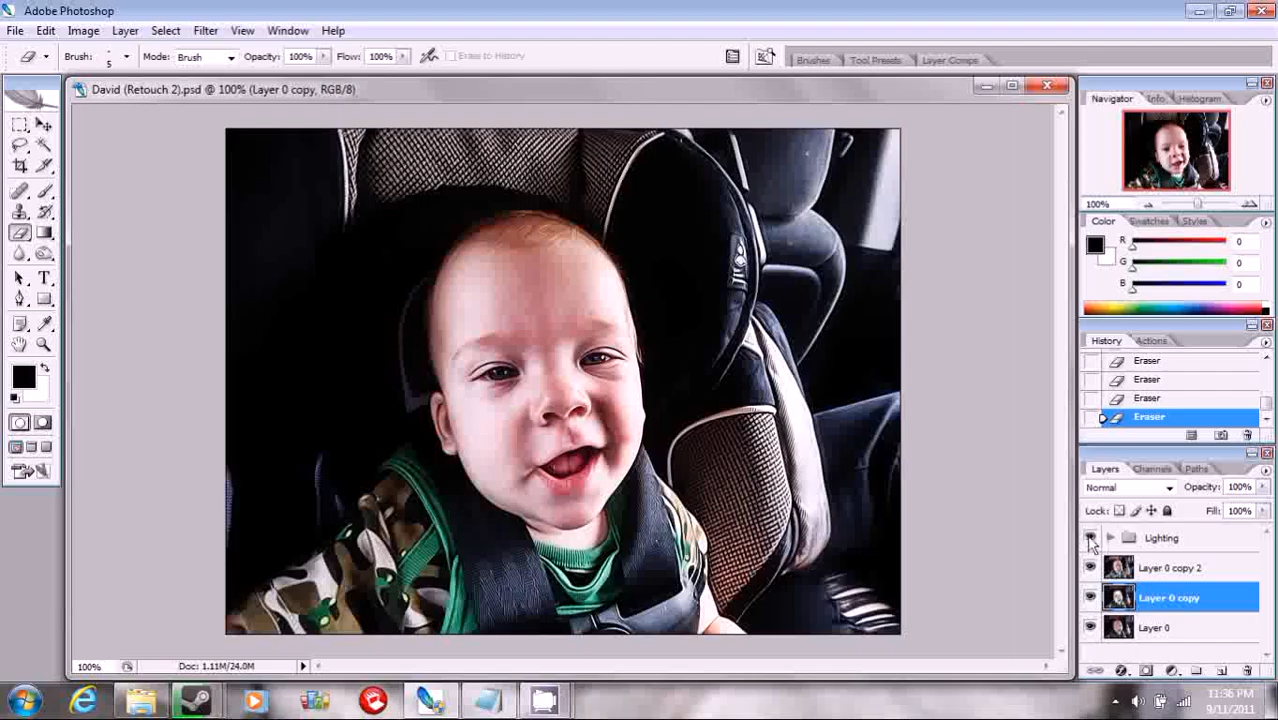 Adobe Photoshop
File Edit Image Layer Select Filter View Window Help
Brush: 5 Mode: Brush Opacity: 100% Flow: 100% Erase to History Brushes Tool Presets Layer Comps
David (Retouch 2).psd @ 100% (Layer 0 copy, RGB/8)
Navigator Info Histogram
100%
Color Swatches Styles
R 0
G 0
B 0
History Actions
Eraser
Eraser
Eraser
Eraser
Layers Channels Paths
Normal Opacity: 100%
Lock: Fill: 100%
Lighting
Layer 0 copy 2
Layer 0 copy
Layer 0
100% Doc: 1.11M/24.0M
11:36 PM
9/11/2011